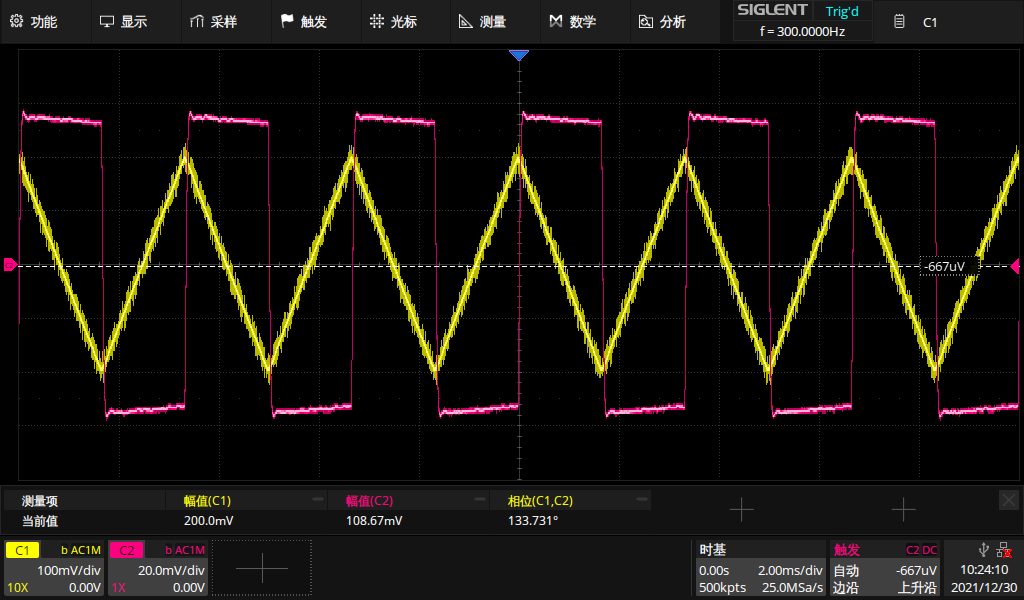 功能 显示 采样 触发 光标 测量 数学 分析 SIGLENT Trig'd C1
f = 300.0000Hz
-667uV
测量项 幅值(C1) 幅值(C2) 相位(C1,C2)
当前值 200.0mV 108.67mV 133.731°
C1 b AC1M C2 b AC1M 时基 触发 C2 DC
100mV/div 20.0mV/div 0.00s 2.00ms/div 自动 -667uV 10:24:10
10X 0.00V 1X 0.00V 500kpts 25.0MSa/s 边沿 上升沿 2021/12/30